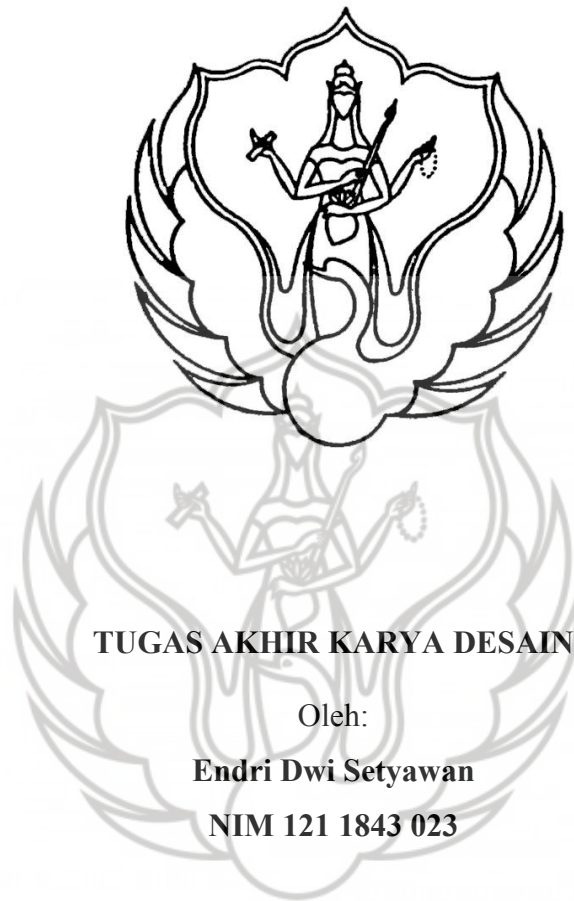 TUGAS AKHIR KARYA DESAIN
Oleh:
Endri Dwi Setyawan
NIM 121 1843 023